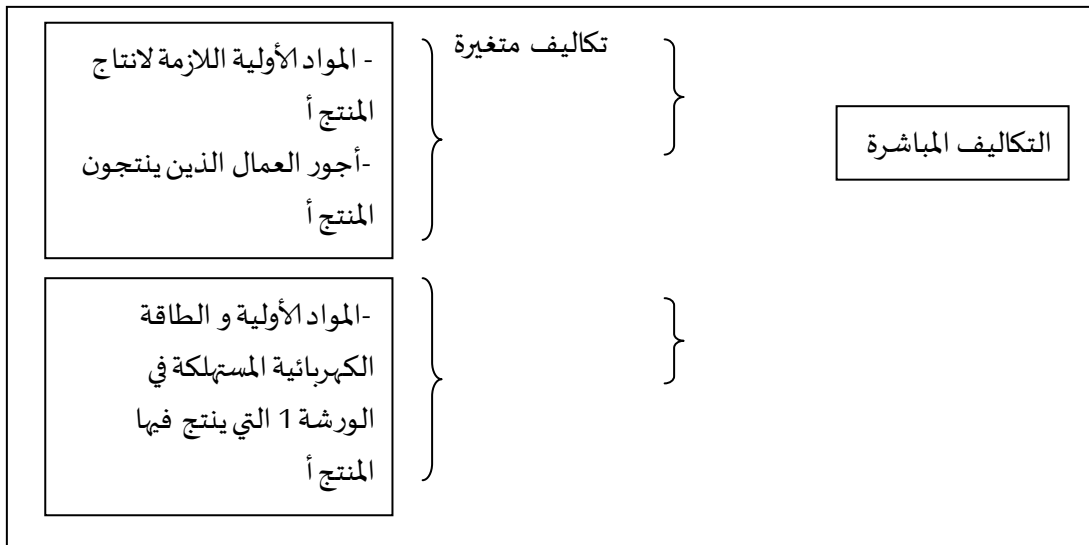 التكاليف المباشرة
تكاليف متغيرة
- المواد الأولية اللازمة لانتاج
المنتج أ
-أجور العمال الذين ينتجون
المنتج أ
-المواد الأولية و الطاقة
الكهربائية المستهلكة في
الورشة 1 التي ينتج فيها
المنتج أ